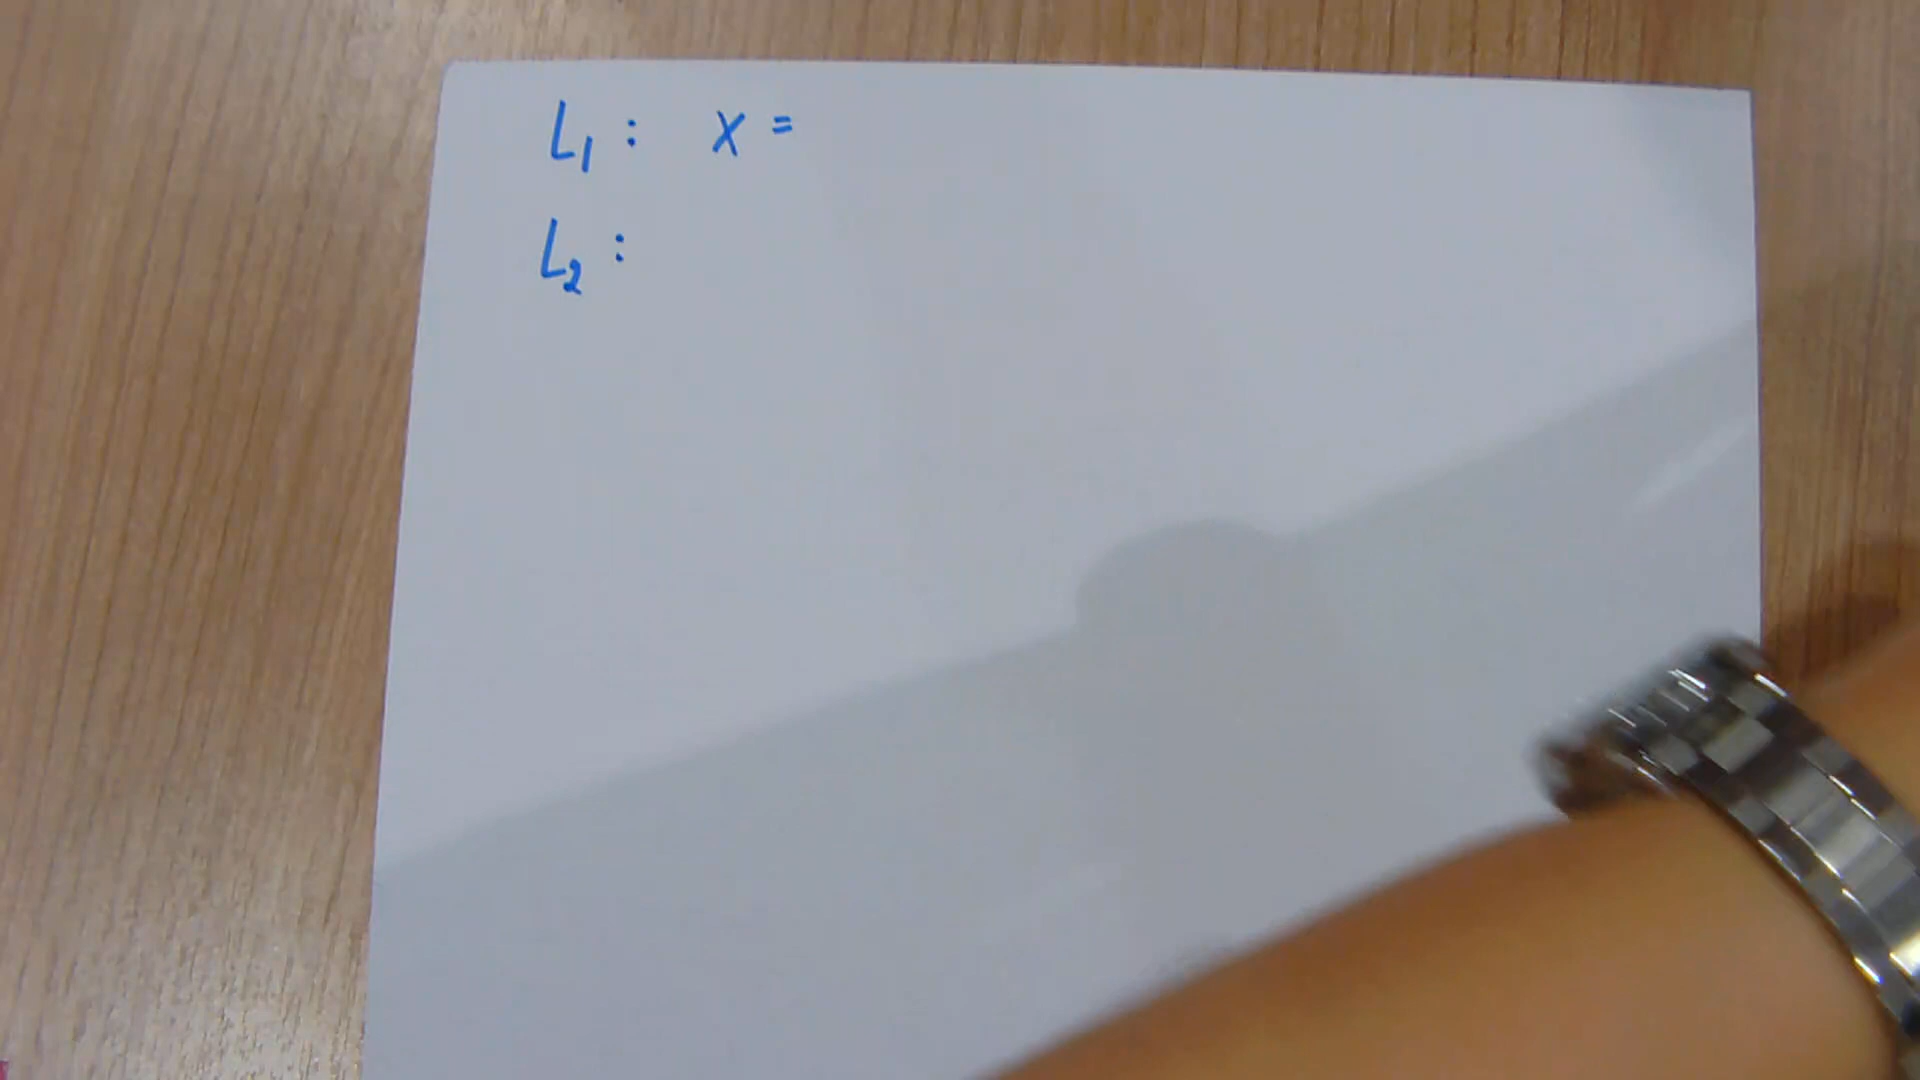 L₁ : x =
L₂ :